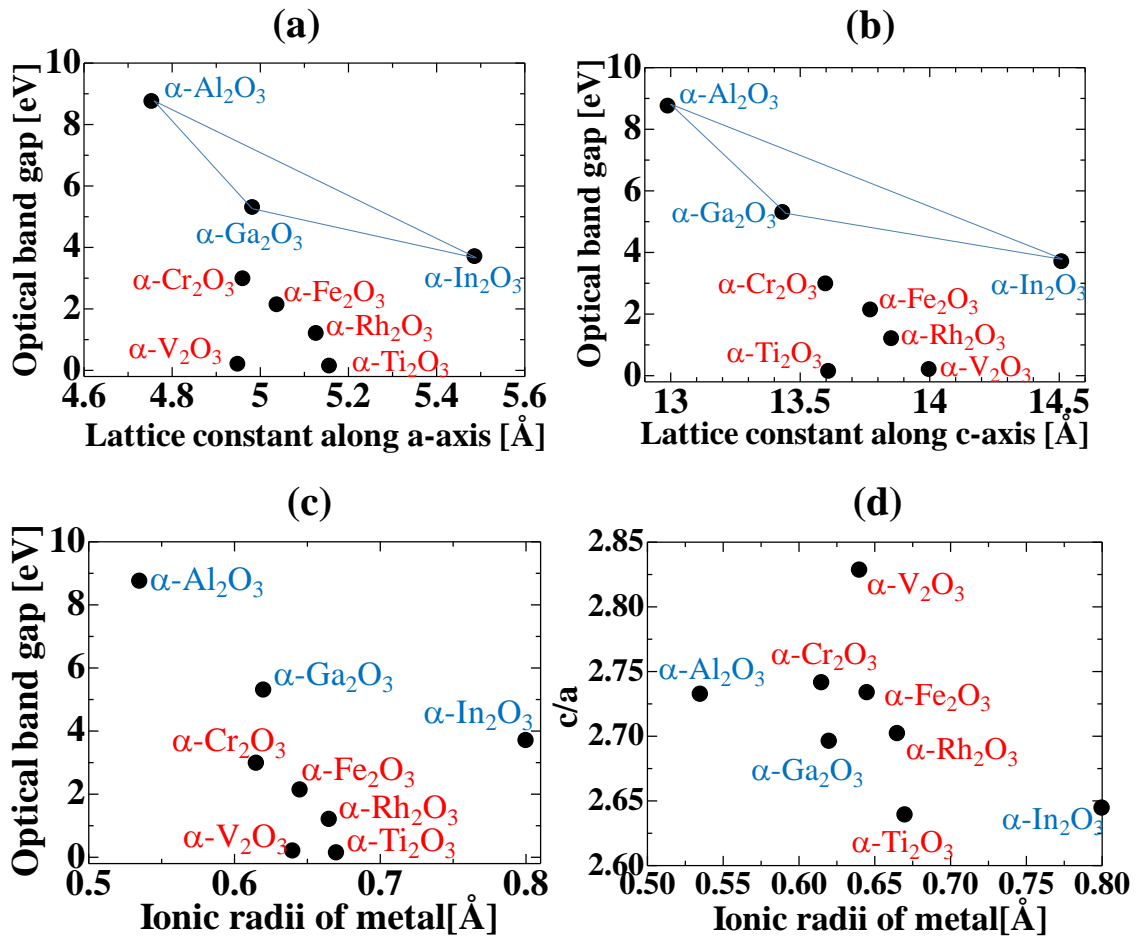 (a)
Optical band gap [eV]
10
8
6
4
2
0
α-Al₂O₃
α-Ga₂O₃
α-In₂O₃
α-Cr₂O₃
α-Fe₂O₃
α-Rh₂O₃
α-V₂O₃
α-Ti₂O₃
4.6 4.8 5 5.2 5.4 5.6
Lattice constant along a-axis [Å]
(b)
Optical band gap [eV]
10
8
6
4
2
0
α-Al₂O₃
α-Ga₂O₃
α-In₂O₃
α-Cr₂O₃
α-Fe₂O₃
α-Rh₂O₃
α-Ti₂O₃
α-V₂O₃
13 13.5 14 14.5
Lattice constant along c-axis [Å]
(c)
Optical band gap [eV]
10
8
6
4
2
0
α-Al₂O₃
α-Ga₂O₃
α-In₂O₃
α-Cr₂O₃
α-Fe₂O₃
α-Rh₂O₃
α-V₂O₃
α-Ti₂O₃
0.5 0.6 0.7 0.8
Ionic radii of metal[Å]
(d)
c/a
2.85
2.80
2.75
2.70
2.65
2.60
α-V₂O₃
α-Cr₂O₃
α-Al₂O₃
α-Fe₂O₃
α-Rh₂O₃
α-Ga₂O₃
α-In₂O₃
α-Ti₂O₃
0.50 0.55 0.60 0.65 0.70 0.75 0.80
Ionic radii of metal[Å]